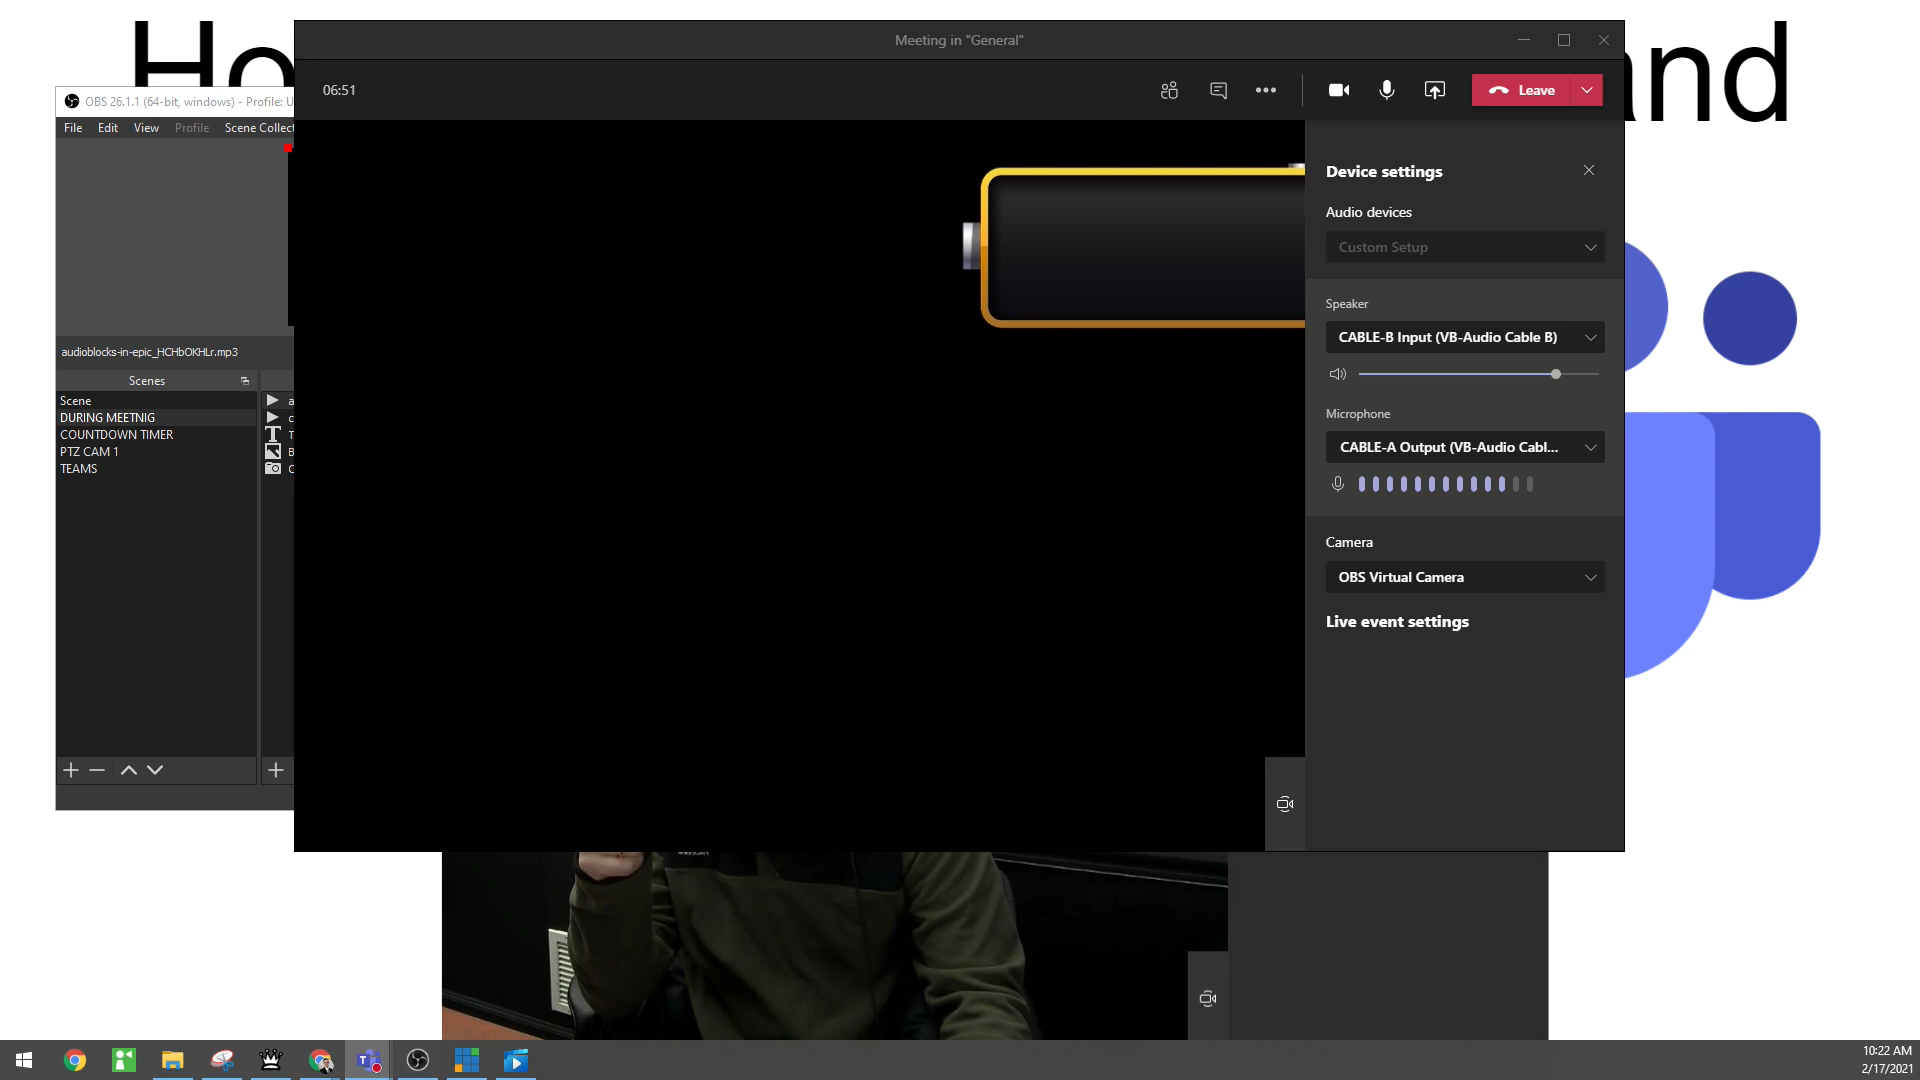 Ho
and
Meeting in "General"
06:51
Leave
OBS 26.1.1 (64-bit, windows) - Profile: U
File Edit View Profile Scene Collect
audioblocks-in-epic_HCHbOKHLr.mp3
Scenes
Scene
DURING MEETNIG
COUNTDOWN TIMER
PTZ CAM 1
TEAMS
a
c
T
B
C
Device settings
Audio devices
Custom Setup
Speaker
CABLE-B Input (VB-Audio Cable B)
Microphone
CABLE-A Output (VB-Audio Cabl...
Camera
OBS Virtual Camera
Live event settings
10:22 AM
2/17/2021